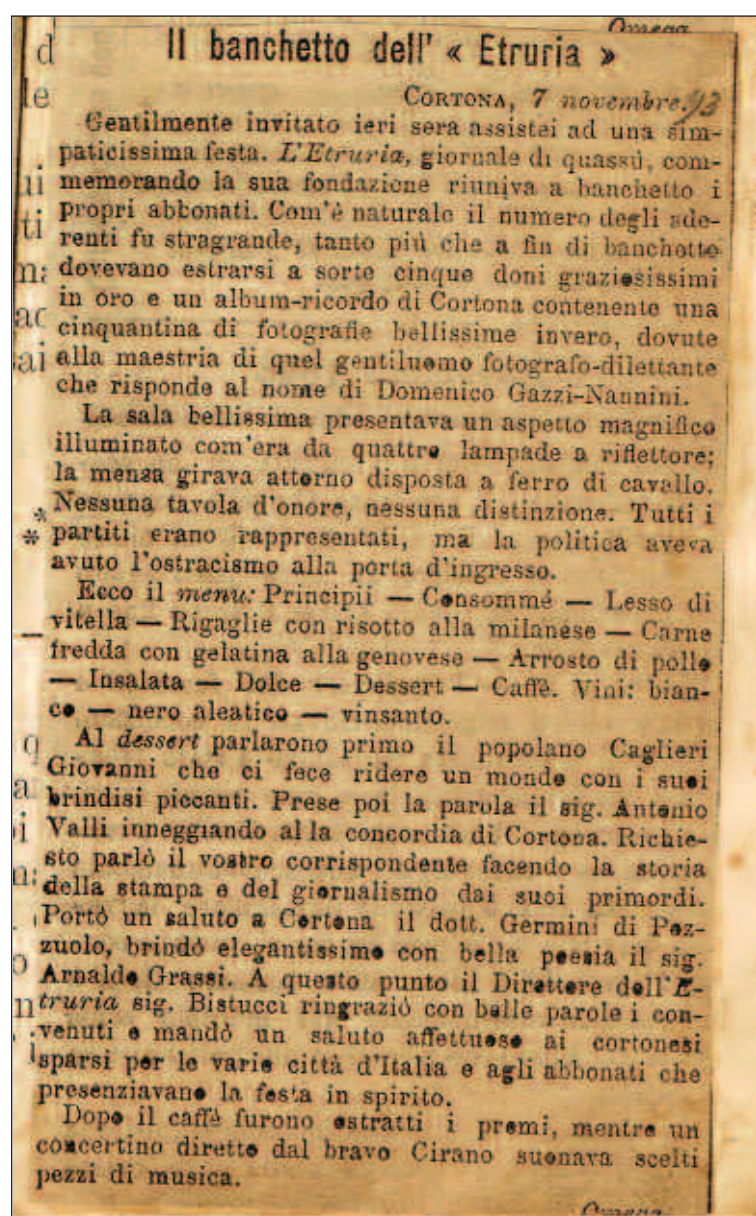 Omega
Il banchetto dell' « Etruria »
CORTONA, 7 novembre. 93
Gentilmente invitato ieri sera assistei ad una sim-
paticissima festa. L'Etruria, giornale di quassù, com-
memorando la sua fondazione riuniva a banchetto i
propri abbonati. Com'è naturale il numero degli ade-
renti fu stragrande, tanto più che a fin di banchetto
dovevano estrarsi a sorte cinque doni graziosissimi
in oro e un album-ricordo di Cortona contenente una
cinquantina di fotografie bellissime invero, dovute
alla maestria di quel gentiluomo fotografo-dilettante
che risponde al nome di Domenico Gazzi-Nannini.
La sala bellissima presentava un aspetto magnifico
illuminato com'era da quattro lampade a riflettore;
la mensa girava attorno disposta a ferro di cavallo.
Nessuna tavola d'onore, nessuna distinzione. Tutti i
partiti erano rappresentati, ma la politica aveva
avuto l'ostracismo alla porta d'ingresso.
Ecco il menu: Principii — Consommé — Lesso di
vitella — Rigaglie con risotto alla milanese — Carne
fredda con gelatina alla genovese — Arrosto di pollo
— Insalata — Dolce — Dessert — Caffè. Vini: bian-
co — nero aleatico — vinsanto.
Al dessert parlarono primo il popolano Caglieri
Giovanni che ci fece ridere un mondo con i suoi
brindisi piccanti. Prese poi la parola il sig. Antonio
Valli inneggiando al la concordia di Cortona. Richie-
sto parlò il vostro corrispondente facendo la storia
della stampa e del giornalismo dai suoi primordi.
Portò un saluto a Cortona il dott. Germini di Poz-
zuolo, brindò elegantissimo con bella poesia il sig.
Arnaldo Grassi. A questo punto il Direttore dell'E-
truria sig. Bistucci ringraziò con belle parole i con-
venuti e mandò un saluto affettuoso ai cortonesi
sparsi per le varie città d'Italia e agli abbonati che
presenziavano la festa in spirito.
Dopo il caffè furono estratti i premi, mentre un
concertino diretto dal bravo Cirano suonava scelti
pezzi di musica.
Omega